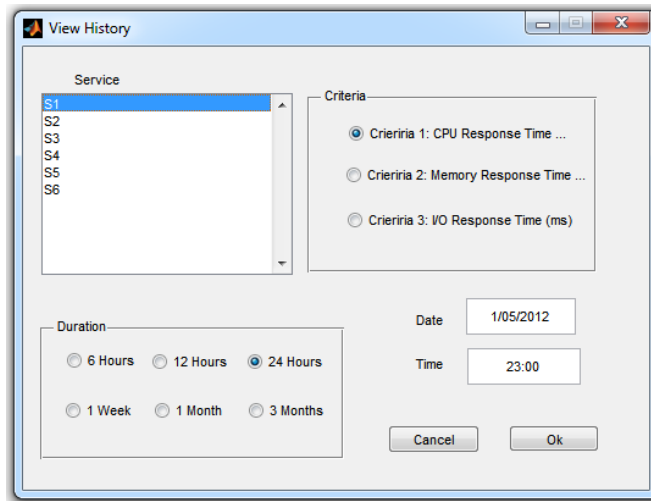 View History
Service
S1
S2
S3
S4
S5
S6
Criteria
Crieriria 1: CPU Response Time ...
Crieriria 2: Memory Response Time ...
Crieriria 3: I/O Response Time (ms)
Duration
6 Hours
12 Hours
24 Hours
1 Week
1 Month
3 Months
Date
1/05/2012
Time
23:00
Cancel
Ok